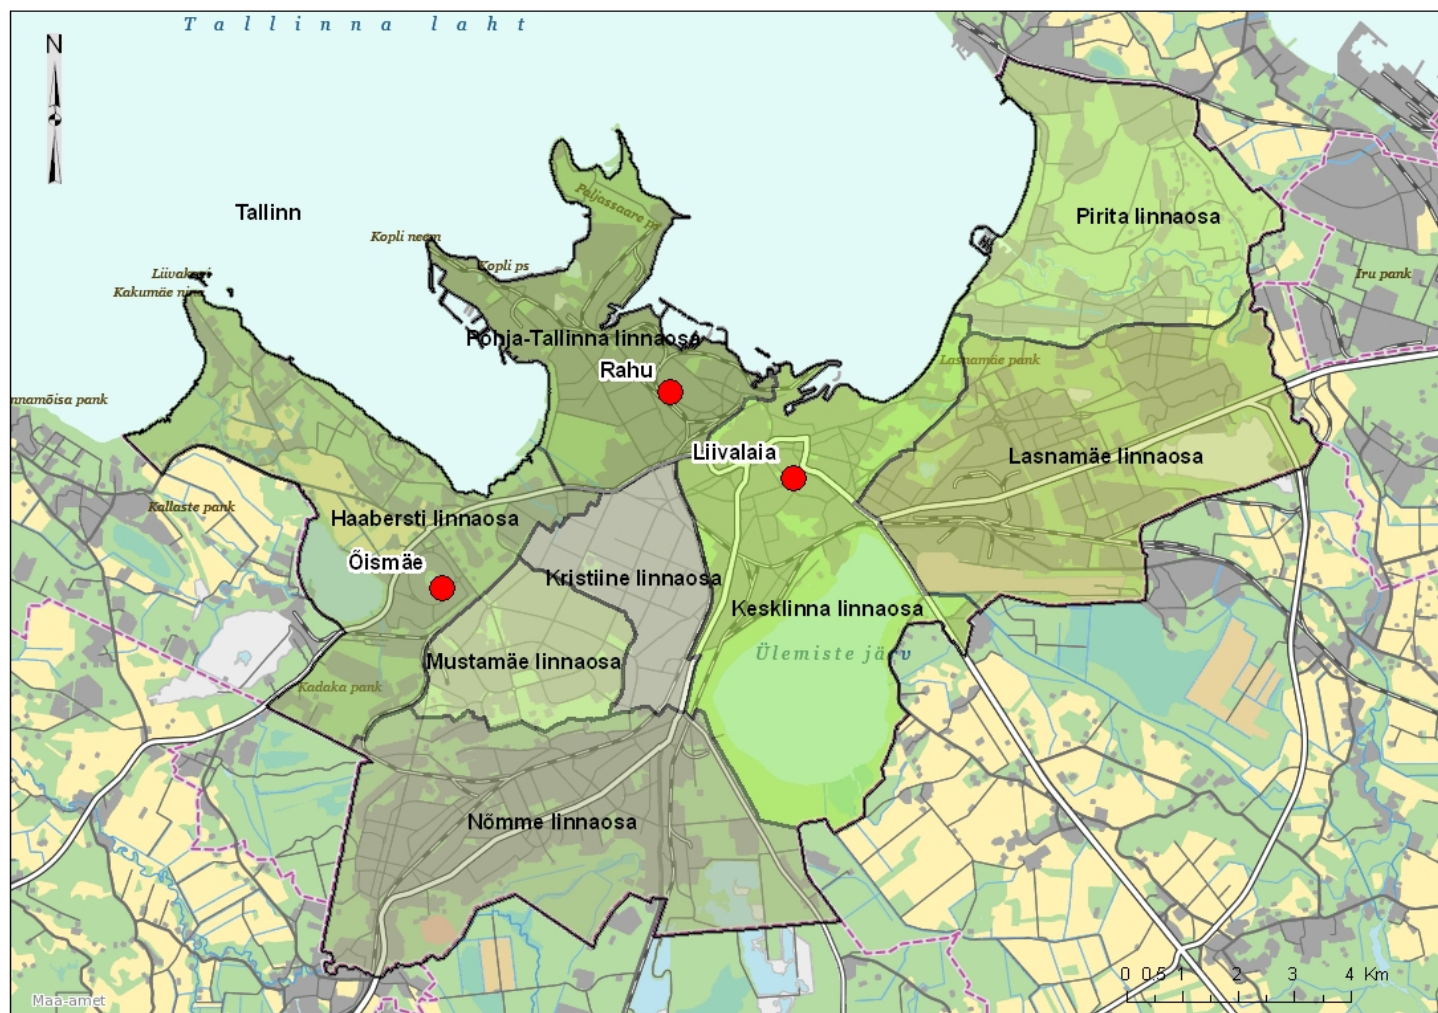 Tallinna laht
N
Paljassaare ps
Tallinn
Pirita linnaosa
Kopli neem
Kopli ps
Iru pank
Kakumäe nina
Põhja-Tallinna linnaosa
Lasnamäe pank
Rahu
nnamõisa pank
Liivalaia
Lasnamäe linnaosa
Kallaste pank
Haabersti linnaosa
Õismäe
Kristiine linnaosa
Kesklinna linnaosa
Ülemiste järv
Mustamäe linnaosa
Kadaka pank
Nõmme linnaosa
0 0,5 1 2 3 4 Km
Maa-amet